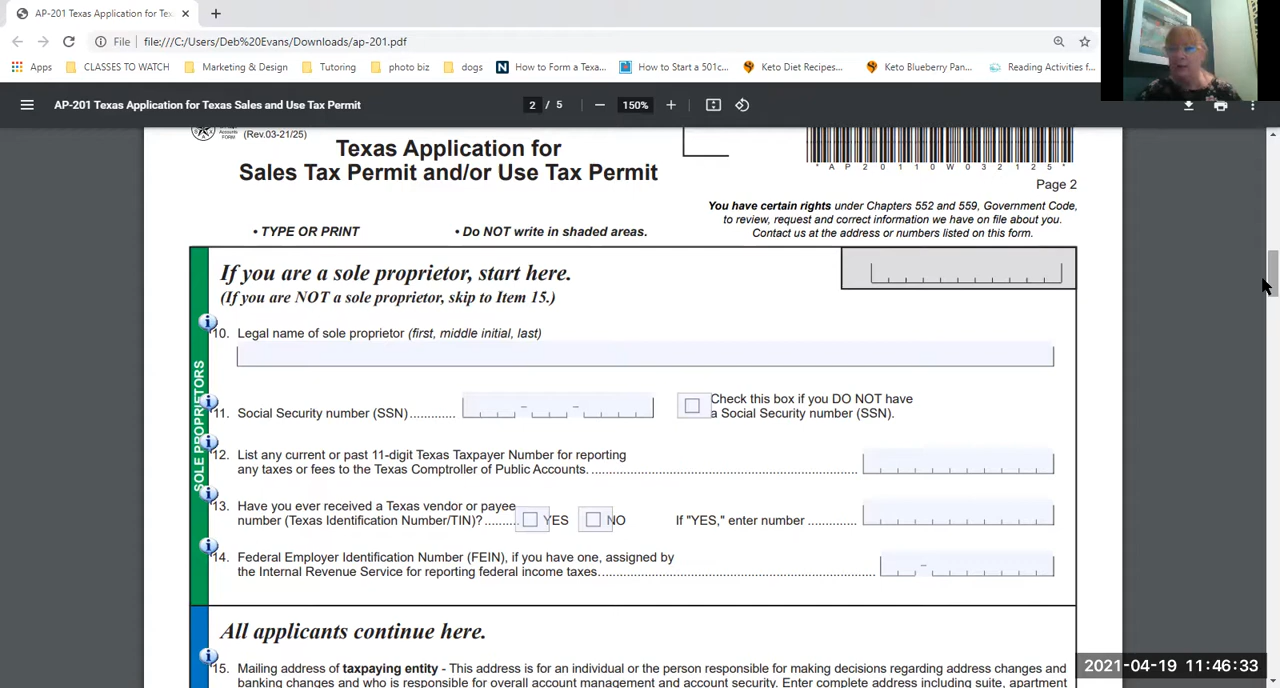 AP-201 Texas Application for Tex
File
file:///C:/Users/Deb%20Evans/Downloads/ap-201.pdf
Apps
CLASSES TO WATCH
Marketing & Design
Tutoring
photo biz
dogs
How to Form a Texa...
How to Start a 501c...
Keto Diet Recipes...
Keto Blueberry Pan...
Reading Activities f
AP-201 Texas Application for Texas Sales and Use Tax Permit
2 / 5
150%
(Rev.03-21/25)
Texas Application for
Sales Tax Permit and/or Use Tax Permit
* A P 2 0 1 1 0 W 0 3 2 1 2 5 *
Page 2
You have certain rights under Chapters 552 and 559, Government Code,
to review, request and correct information we have on file about you.
Contact us at the address or numbers listed on this form.
• TYPE OR PRINT
• Do NOT write in shaded areas.
SOLE PROPRIETORS
If you are a sole proprietor, start here.
(If you are NOT a sole proprietor, skip to Item 15.)
10. Legal name of sole proprietor (first, middle initial, last)
11. Social Security number (SSN)............
Check this box if you DO NOT have
a Social Security number (SSN).
12. List any current or past 11-digit Texas Taxpayer Number for reporting
any taxes or fees to the Texas Comptroller of Public Accounts. ..................................................................
13. Have you ever received a Texas vendor or payee
number (Texas Identification Number/TIN)? ........ YES NO If "YES," enter number ............
14. Federal Employer Identification Number (FEIN), if you have one, assigned by
the Internal Revenue Service for reporting federal income taxes.....................................................................
All applicants continue here.
15. Mailing address of taxpaying entity - This address is for an individual or the person responsible for making decisions regarding address changes and
banking changes and who is responsible for overall account management and account security. Enter complete address including suite, apartment
2021-04-19 11:46:33